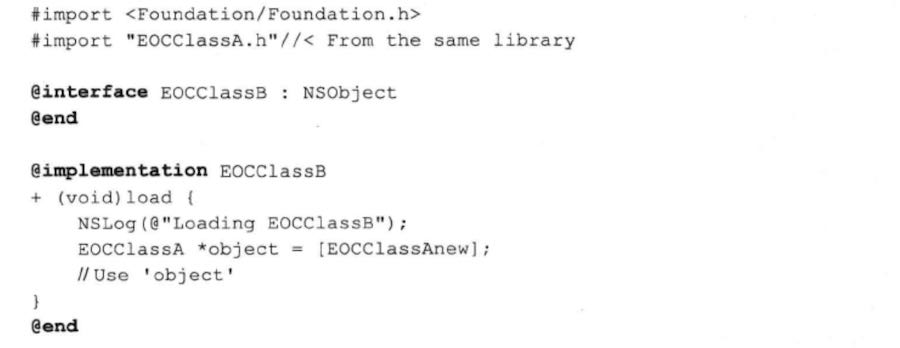 #import <Foundation/Foundation.h>
#import "EOCClassA.h"//< From the same library
@interface EOCClassB : NSObject
@end
@implementation EOCClassB
+ (void)load {
NSLog(@"Loading EOCClassB");
EOCClassA *object = [EOCClassAnew];
//Use 'object'
}
@end